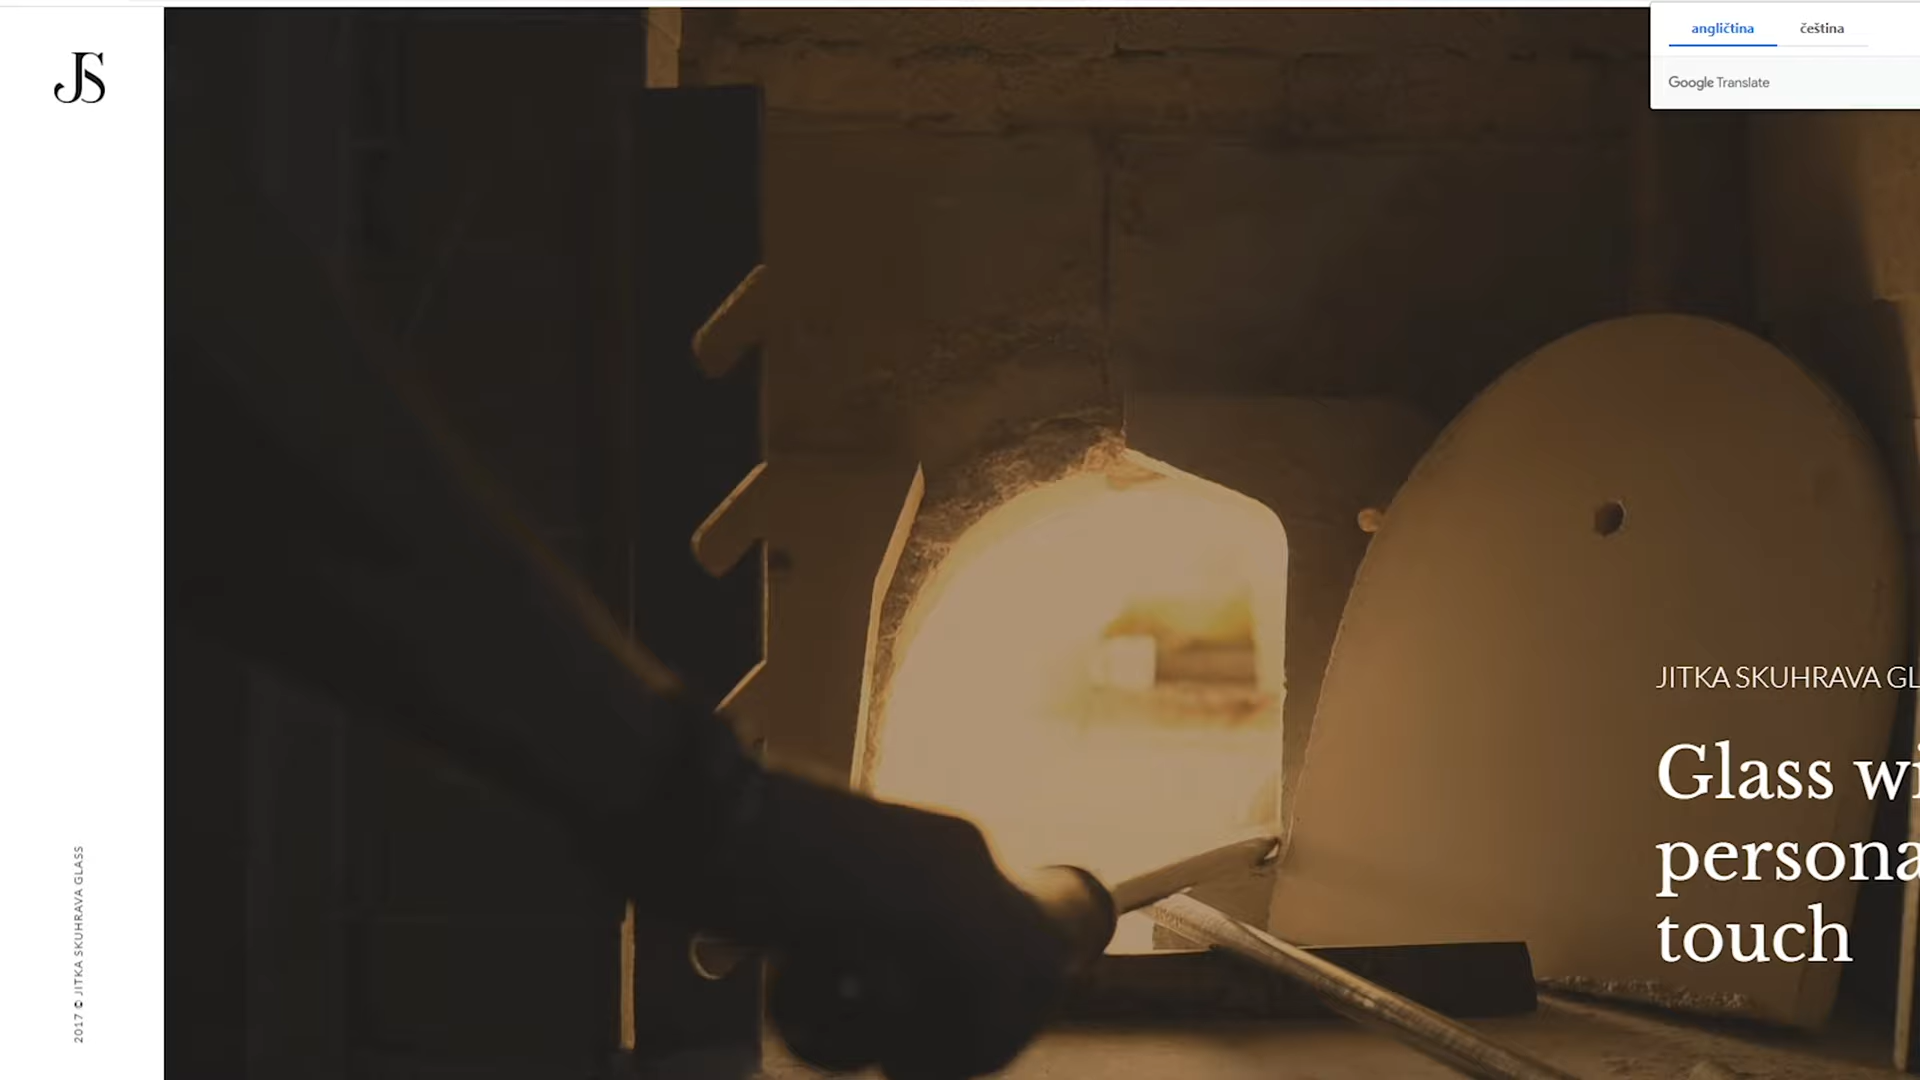 JS
angličtina čeština
Google Translate
JITKA SKUHRAVA GL
Glass wi
persona
touch
2017 © JITKA SKUHRAVA GLASS